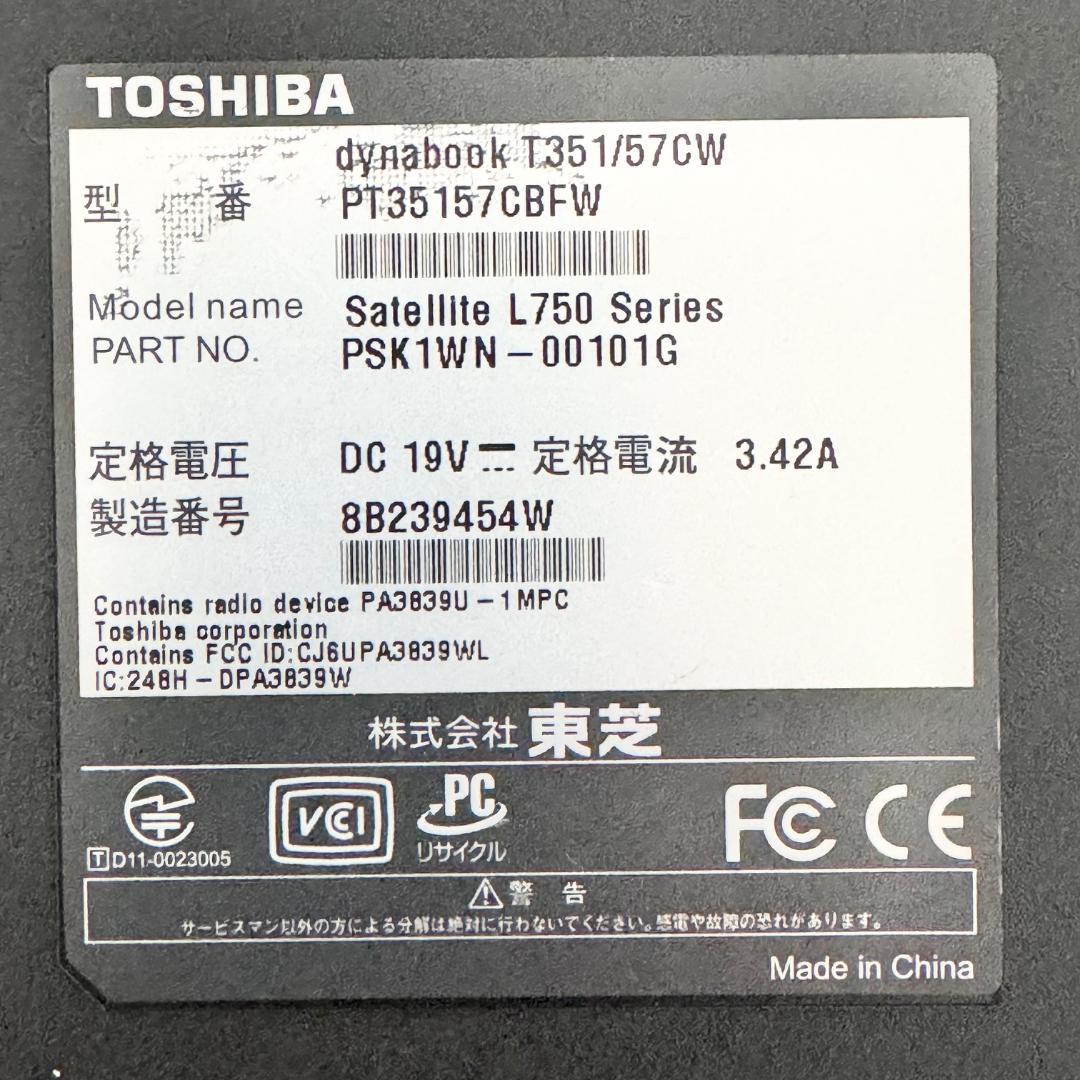 TOSHIBA
dynabook T351/57CW
型 番 PT35157CBFW
Model name Satellite L750 Series
PART NO. PSK1WN-00101G
定格電圧 DC 19V 定格電流 3.42A
製造番号 8B239454W
Contains radio device PA3839U-1MPC
Toshiba corporation
Contains FCC ID:CJ6UPA3839WL
IC:248H-DPA3839W
株式会社 東芝
VCCI PC FC CE
リサイクル
T D11-0023005
警 告
サービスマン以外の方による分解は絶対に行わないでください。感電や故障の恐れがあります。
Made in China